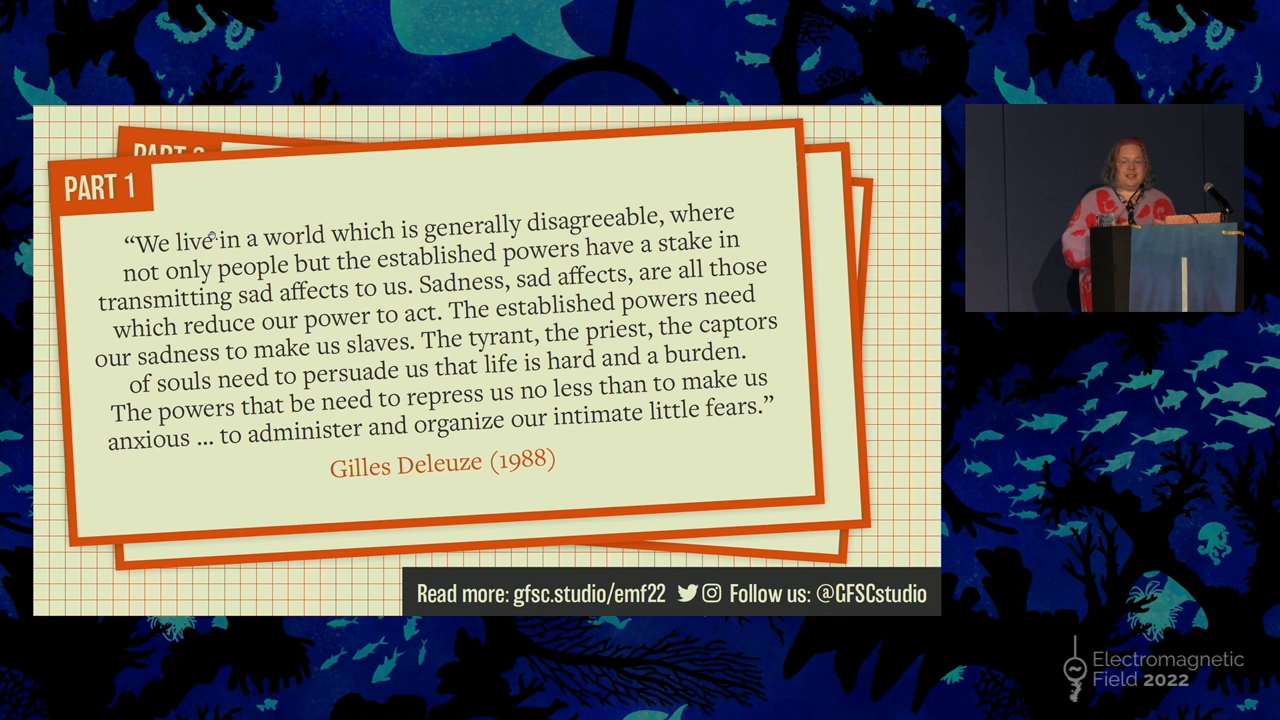 PART 1
“We live in a world which is generally disagreeable, where
not only people but the established powers have a stake in
transmitting sad affects to us. Sadness, sad affects, are all those
which reduce our power to act. The established powers need
our sadness to make us slaves. The tyrant, the priest, the captors
of souls need to persuade us that life is hard and a burden.
The powers that be need to repress us no less than to make us
anxious ... to administer and organize our intimate little fears.”
Gilles Deleuze (1988)
Read more: gfsc.studio/emf22 Follow us: @GFSCstudio
Electromagnetic
Field 2022